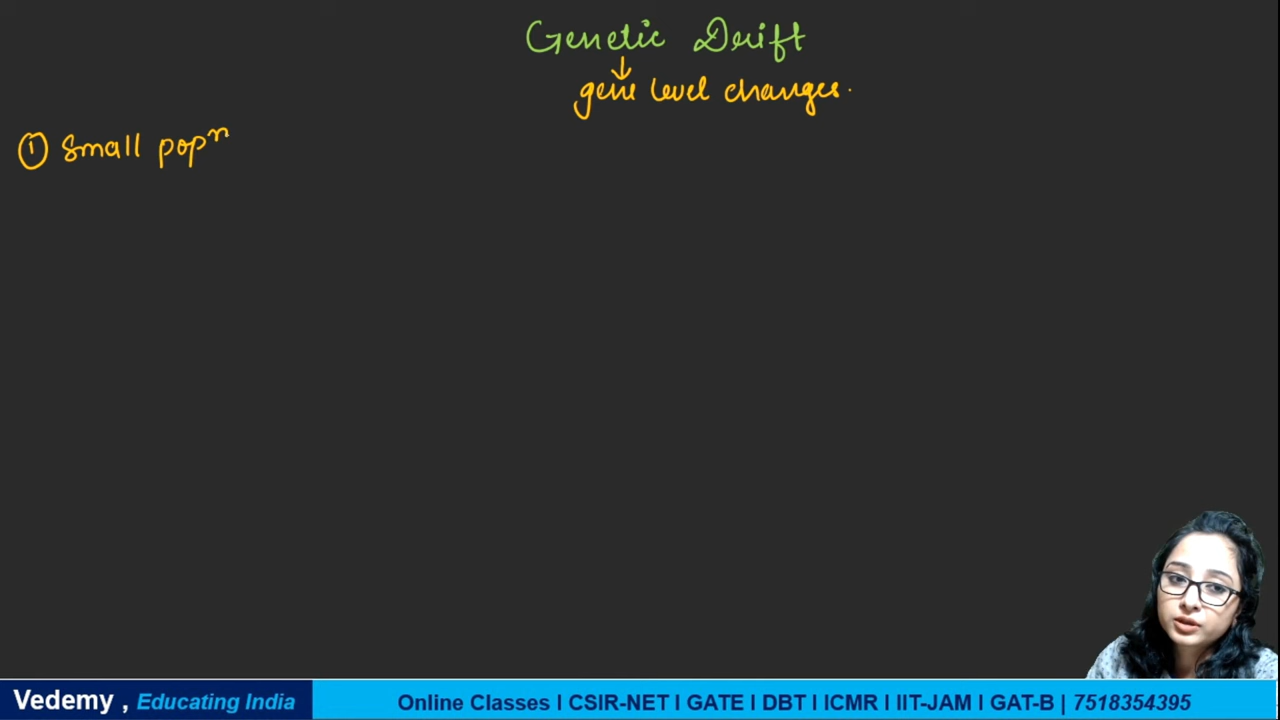 Genetic Drift
↓
gene level changes.
① Small popⁿ
Vedemy , Educating India
Online Classes I CSIR-NET I GATE I DBT I ICMR I IIT-JAM I GAT-B | 7518354395